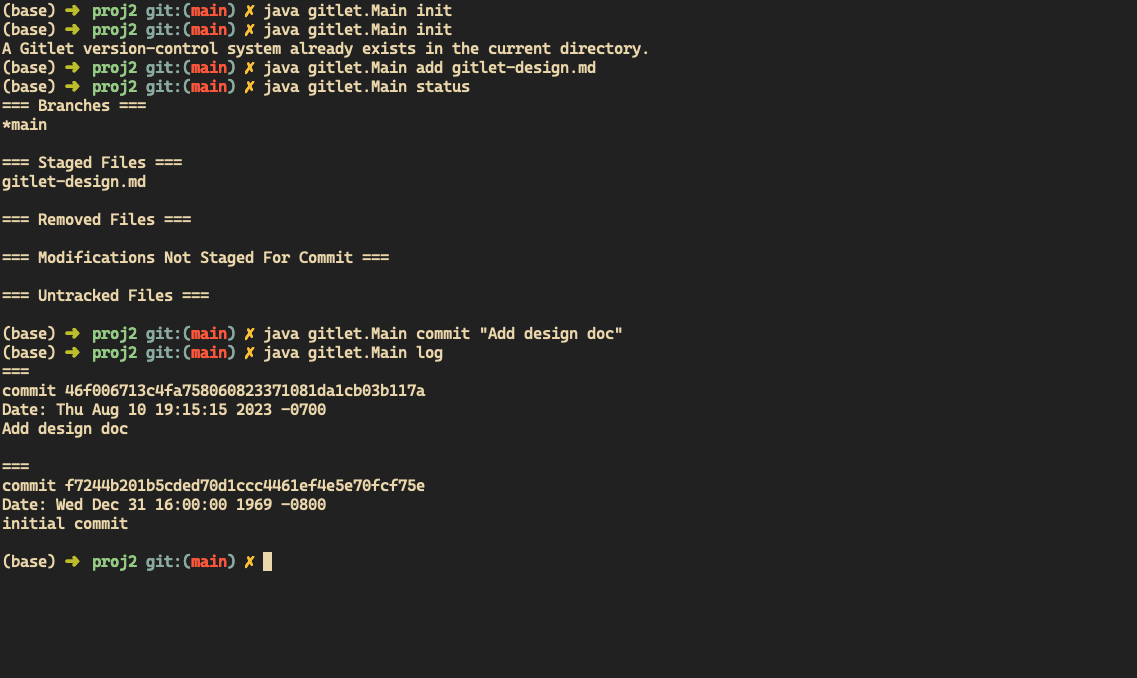 (base) ➜ proj2 git:(main) ✗ java gitlet.Main init
(base) ➜ proj2 git:(main) ✗ java gitlet.Main init
A Gitlet version-control system already exists in the current directory.
(base) ➜ proj2 git:(main) ✗ java gitlet.Main add gitlet-design.md
(base) ➜ proj2 git:(main) ✗ java gitlet.Main status
=== Branches ===
*main

=== Staged Files ===
gitlet-design.md

=== Removed Files ===

=== Modifications Not Staged For Commit ===

=== Untracked Files ===

(base) ➜ proj2 git:(main) ✗ java gitlet.Main commit "Add design doc"
(base) ➜ proj2 git:(main) ✗ java gitlet.Main log
===
commit 46f006713c4fa758060823371081da1cb03b117a
Date: Thu Aug 10 19:15:15 2023 -0700
Add design doc

===
commit f7244b201b5cded70d1ccc4461ef4e5e70fcf75e
Date: Wed Dec 31 16:00:00 1969 -0800
initial commit

(base) ➜ proj2 git:(main) ✗